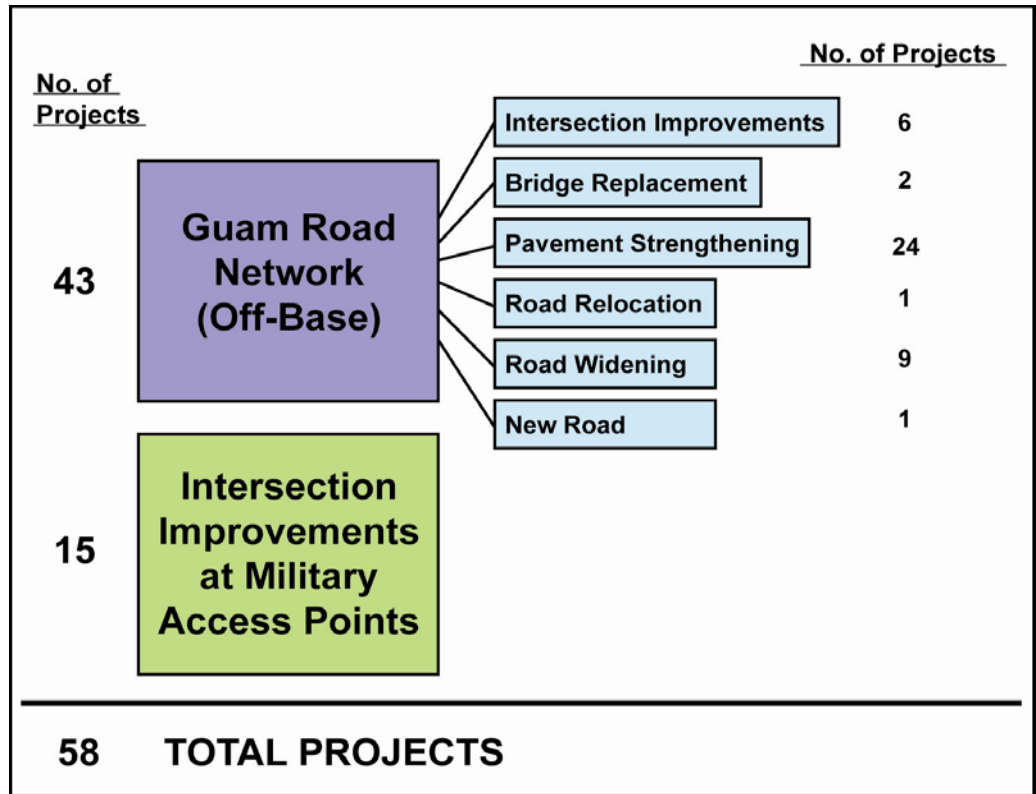 No. of Projects
No. of
Projects
Intersection Improvements 6
Bridge Replacement 2
Pavement Strengthening 24
Road Relocation 1
Road Widening 9
New Road 1
43
Guam Road
Network
(Off-Base)
15
Intersection
Improvements
at Military
Access Points
58 TOTAL PROJECTS